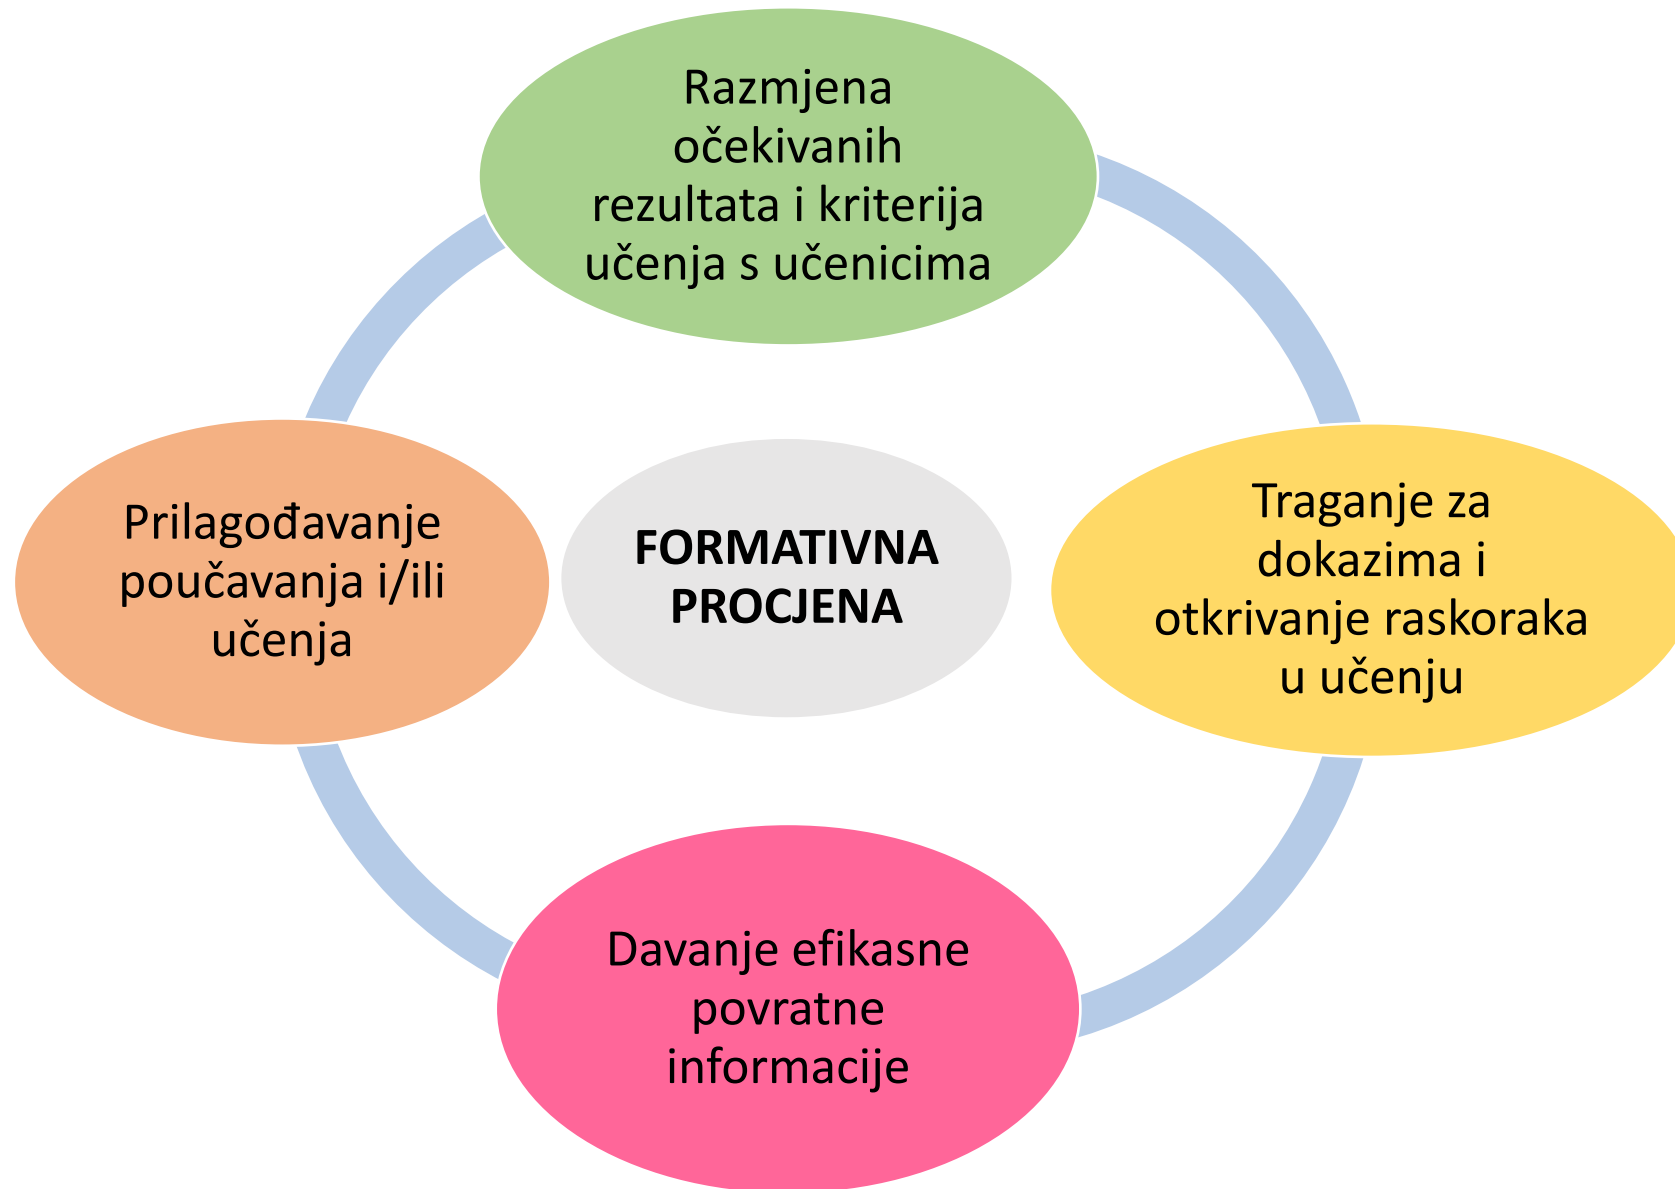 Razmjena
očekivanih
rezultata i kriterija
učenja s učenicima
Prilagođavanje
poučavanja i/ili
učenja
FORMATIVNA
PROCJENA
Traganje za
dokazima i
otkrivanje raskoraka
u učenju
Davanje efikasne
povratne
informacije